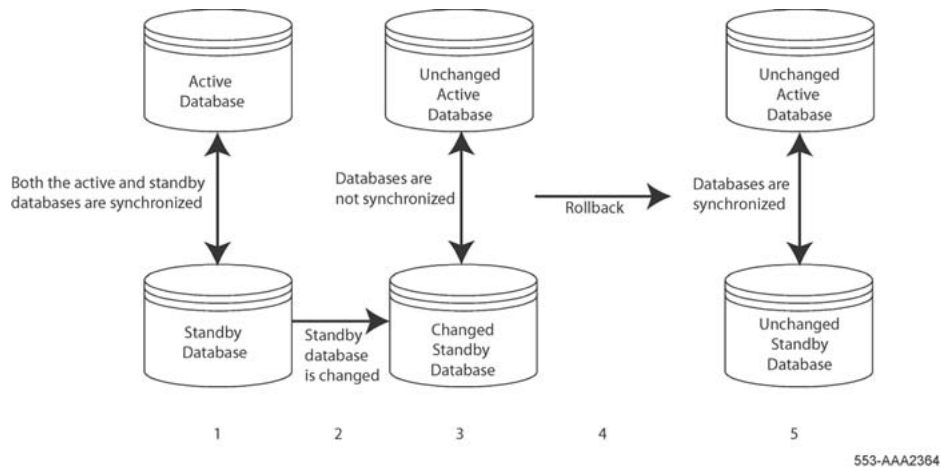 Active
Database
Unchanged
Active
Database
Unchanged
Active
Database
Both the active and standby
databases are synchronized
Databases are
not synchronized
Rollback
Databases are
synchronized
Standby
Database
Standby
database
is changed
Changed
Standby
Database
Unchanged
Standby
Database
1
2
3
4
5
553-AAA2364